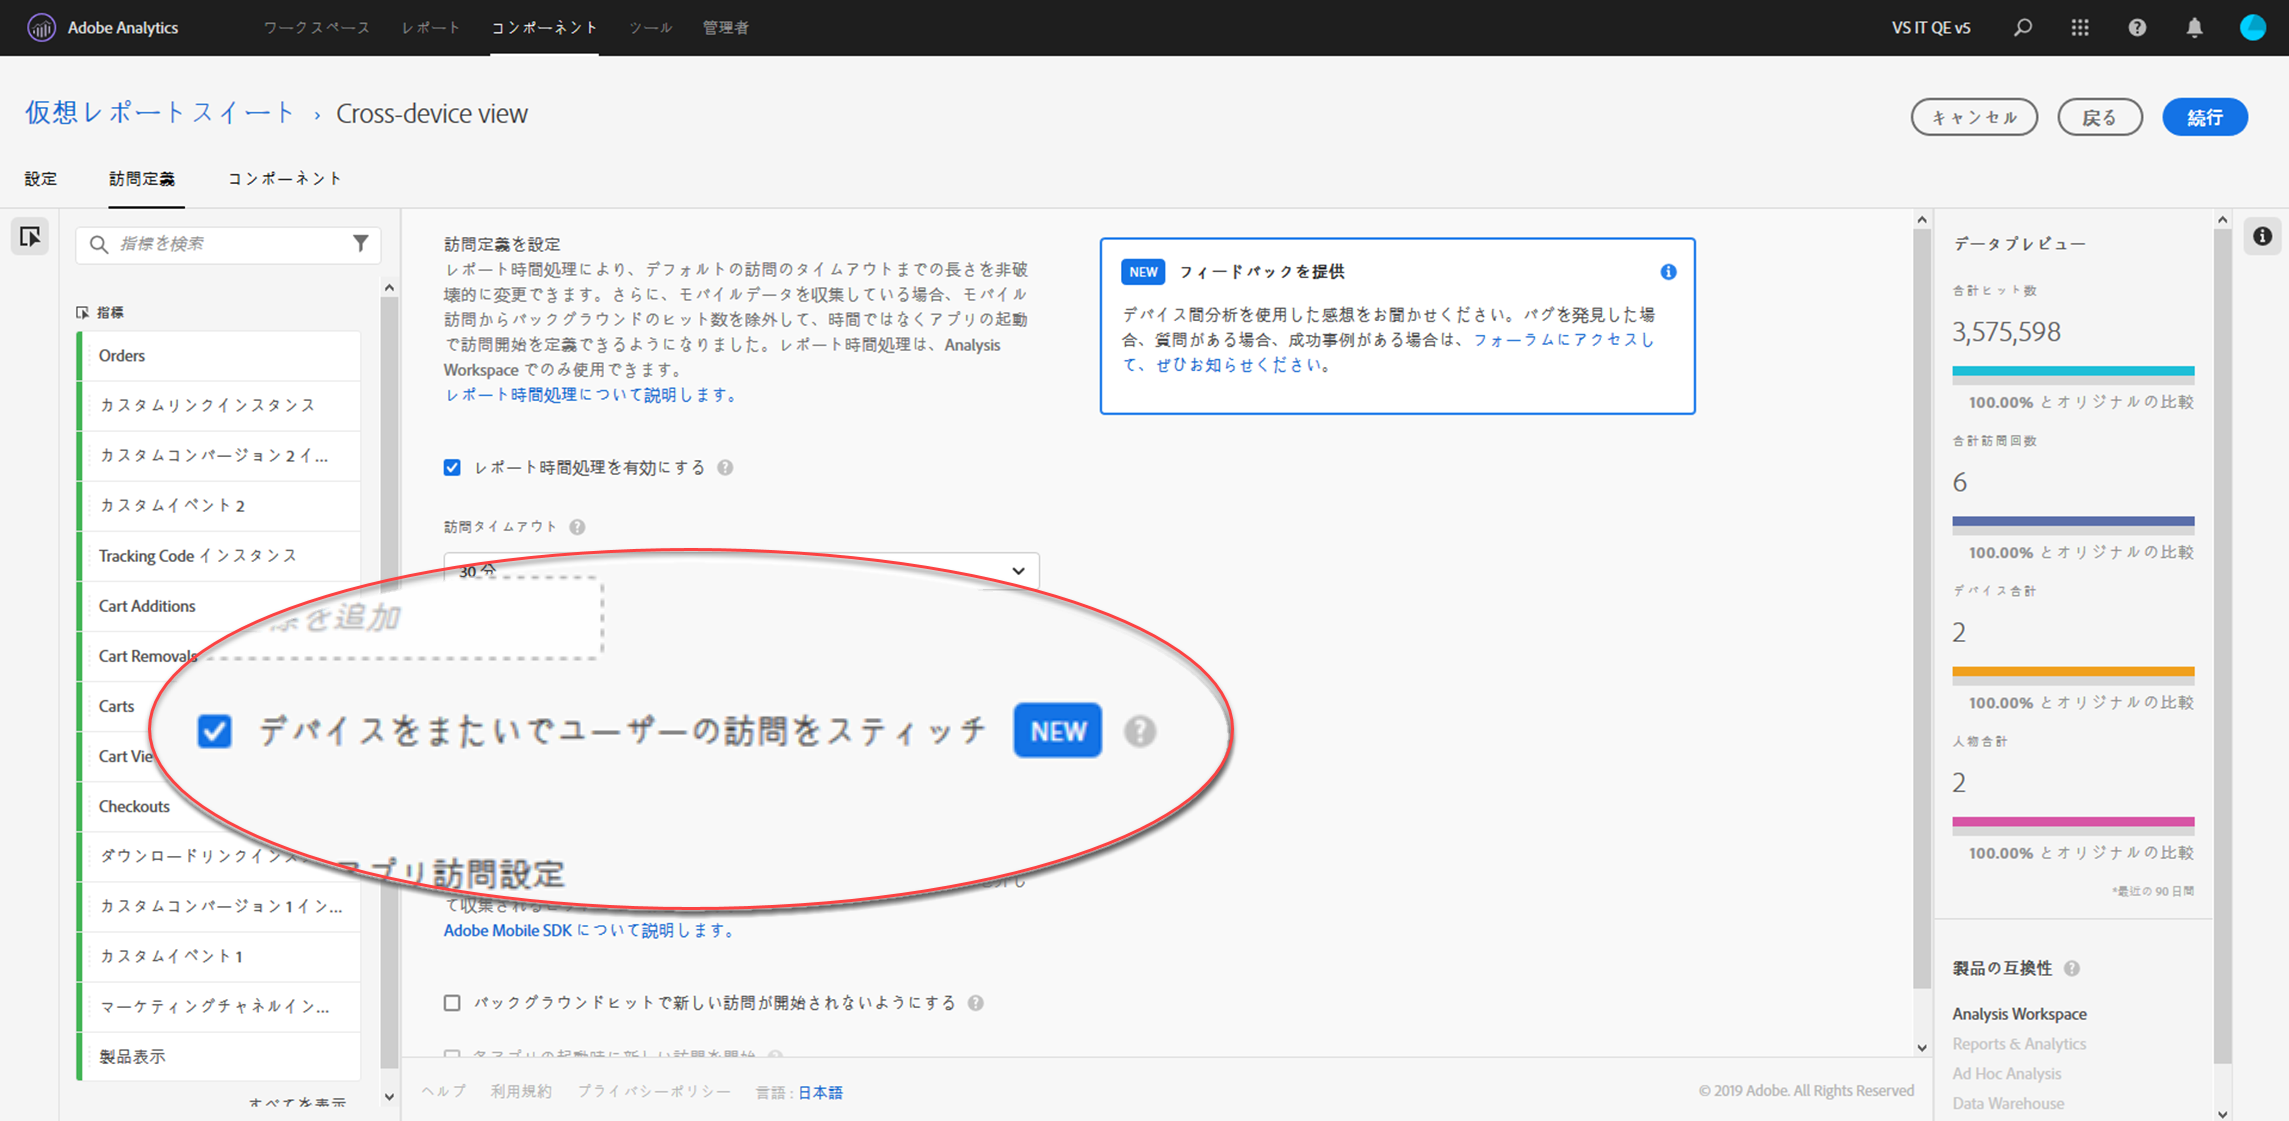 Adobe Analytics ワークスペース レポート コンポーネント ツール 管理者 VS IT QE v5
仮想レポートスイート › Cross-device view キャンセル 戻る 続行
設定 訪問定義 コンポーネント
指標を検索
指標
Orders
カスタムリンクインスタンス
カスタムコンバージョン 2 イ...
カスタムイベント 2
Tracking Code インスタンス
Cart Additions
Cart Removals
Carts
Cart Vie
Checkouts
ダウンロードリンクインス
カスタムコンバージョン 1 イン...
カスタムイベント 1
マーケティングチャネルイン...
製品表示
すべてを表示
訪問定義を設定
レポート時間処理により、デフォルトの訪問のタイムアウトまでの長さを非破
壊的に変更できます。さらに、モバイルデータを収集している場合、モバイル
訪問からバックグラウンドのヒット数を除外して、時間ではなくアプリの起動
で訪問開始を定義できるようになりました。レポート時間処理は、Analysis
Workspace でのみ使用できます。
レポート時間処理について説明します。
NEW フィードバックを提供
デバイス間分析を使用した感想をお聞かせください。バグを発見した場
合、質問がある場合、成功事例がある場合は、フォーラムにアクセスし
て、ぜひお知らせください。
レポート時間処理を有効にする
訪問タイムアウト
30 分
を追加
デバイスをまたいでユーザーの訪問をスティッチ NEW
アプリ訪問設定
て収集される
Adobe Mobile SDK について説明します。
バックグラウンドヒットで新しい訪問が開始されないようにする
各アプリの起動時に新しい訪問を開始
ヘルプ 利用規約 プライバシーポリシー 言語 : 日本語 © 2019 Adobe. All Rights Reserved
データプレビュー
合計ヒット数
3,575,598
100.00% とオリジナルの比較
合計訪問回数
6
100.00% とオリジナルの比較
デバイス合計
2
100.00% とオリジナルの比較
人物合計
2
100.00% とオリジナルの比較
*最近の 90 日間
製品の互換性
Analysis Workspace
Reports & Analytics
Ad Hoc Analysis
Data Warehouse